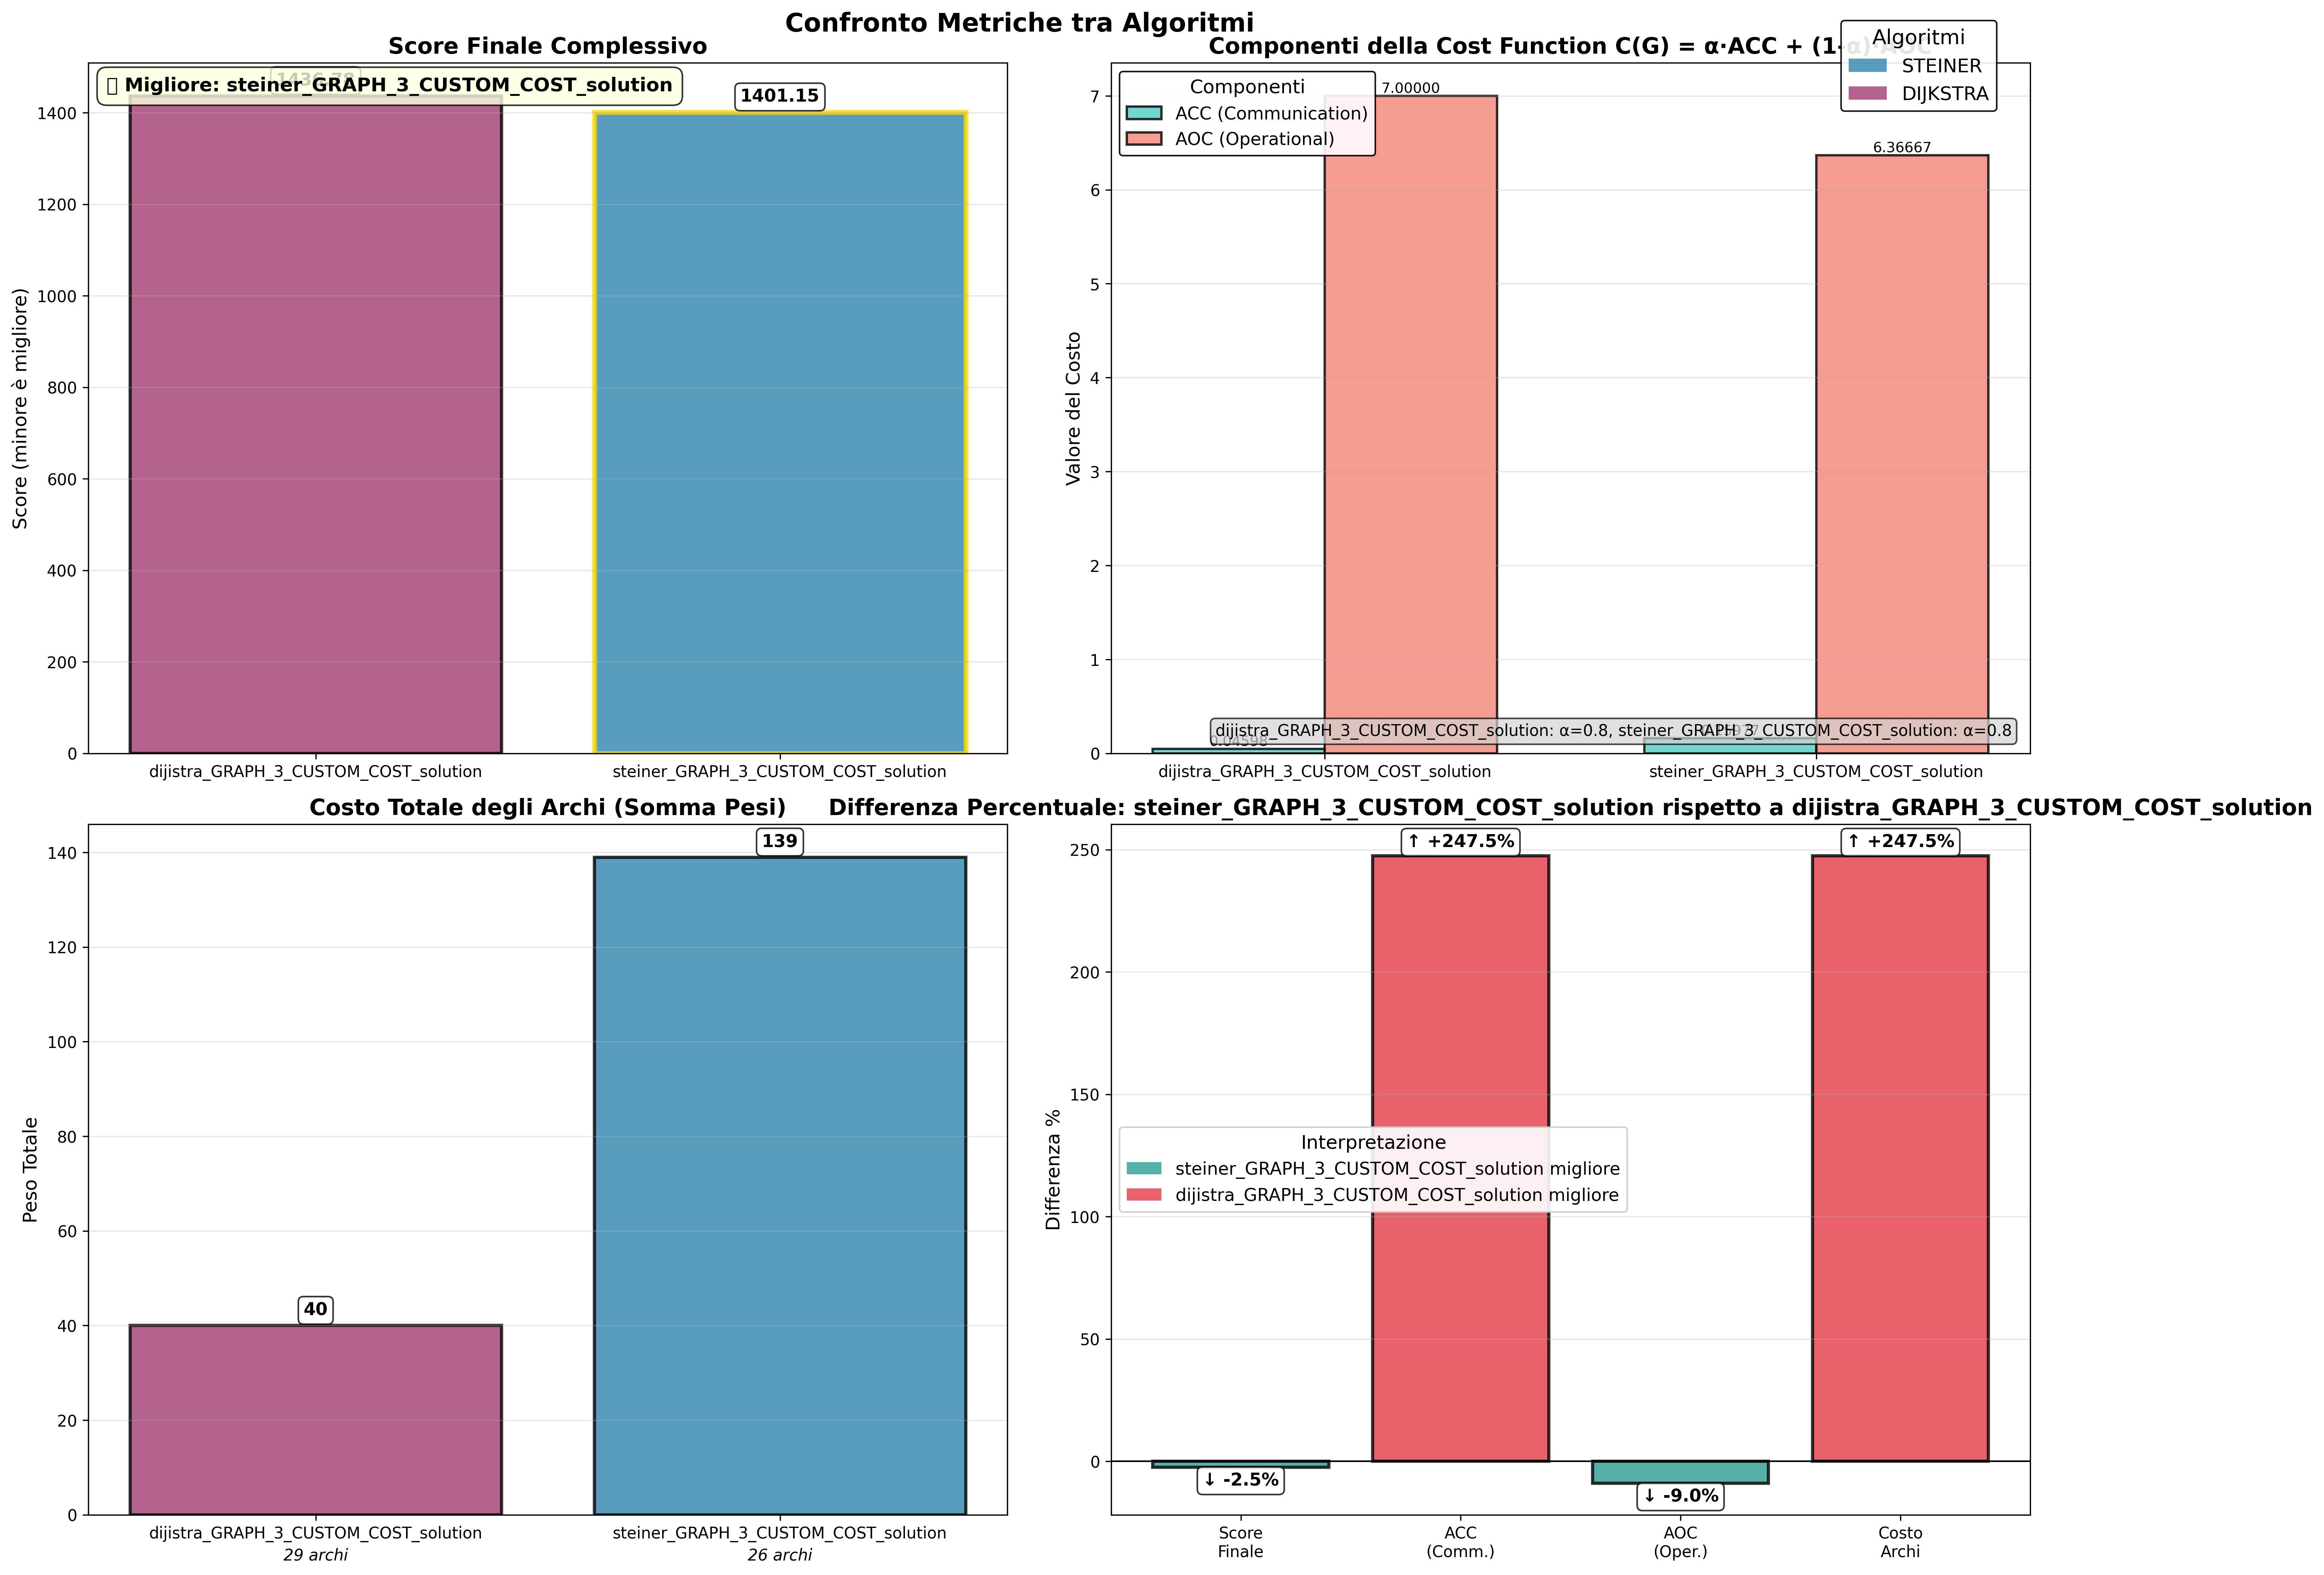 Confronto Metriche tra Algoritmi
Score Finale Complessivo
Migliore: steiner_GRAPH_3_CUSTOM_COST_solution
1436.78
1401.15
Score (minore è migliore)
1400
1200
1000
800
600
400
200
0
dijistra_GRAPH_3_CUSTOM_COST_solution
steiner_GRAPH_3_CUSTOM_COST_solution
Componenti della Cost Function C(G) = α·ACC + (1-α)·AOC
Algoritmi
STEINER
DIJKSTRA
Componenti
ACC (Communication)
AOC (Operational)
7.00000
6.36667
Valore del Costo
7
6
5
4
3
2
1
0
0.04598
dijistra_GRAPH_3_CUSTOM_COST_solution: α=0.8, steiner_GRAPH_3_CUSTOM_COST_solution: α=0.8
dijistra_GRAPH_3_CUSTOM_COST_solution
steiner_GRAPH_3_CUSTOM_COST_solution
Costo Totale degli Archi (Somma Pesi)
139
40
Peso Totale
140
120
100
80
60
40
20
0
dijistra_GRAPH_3_CUSTOM_COST_solution
29 archi
steiner_GRAPH_3_CUSTOM_COST_solution
26 archi
Differenza Percentuale: steiner_GRAPH_3_CUSTOM_COST_solution rispetto a dijistra_GRAPH_3_CUSTOM_COST_solution
↑ +247.5%
↑ +247.5%
Differenza %
250
200
150
100
50
0
Interpretazione
steiner_GRAPH_3_CUSTOM_COST_solution migliore
dijistra_GRAPH_3_CUSTOM_COST_solution migliore
↓ -2.5%
↓ -9.0%
Score
Finale
ACC
(Comm.)
AOC
(Oper.)
Costo
Archi